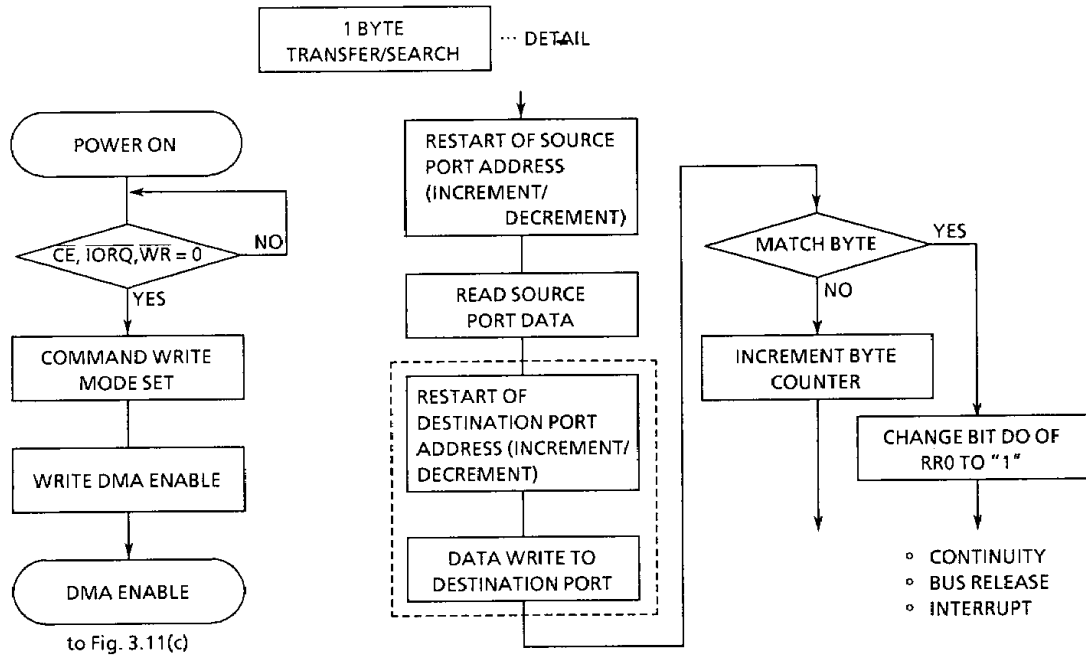 1 BYTE
TRANSFER/SEARCH
··· DETAIL
POWER ON
C̅E̅, I̅O̅R̅Q̅, W̅R̅ = 0
NO
YES
COMMAND WRITE
MODE SET
WRITE DMA ENABLE
DMA ENABLE
to Fig. 3.11(c)
RESTART OF SOURCE
PORT ADDRESS
(INCREMENT/
DECREMENT)
READ SOURCE
PORT DATA
RESTART OF
DESTINATION PORT
ADDRESS (INCREMENT/
DECREMENT)
DATA WRITE TO
DESTINATION PORT
MATCH BYTE
YES
NO
INCREMENT BYTE
COUNTER
CHANGE BIT DO OF
RR0 TO "1"
° CONTINUITY
° BUS RELEASE
° INTERRUPT